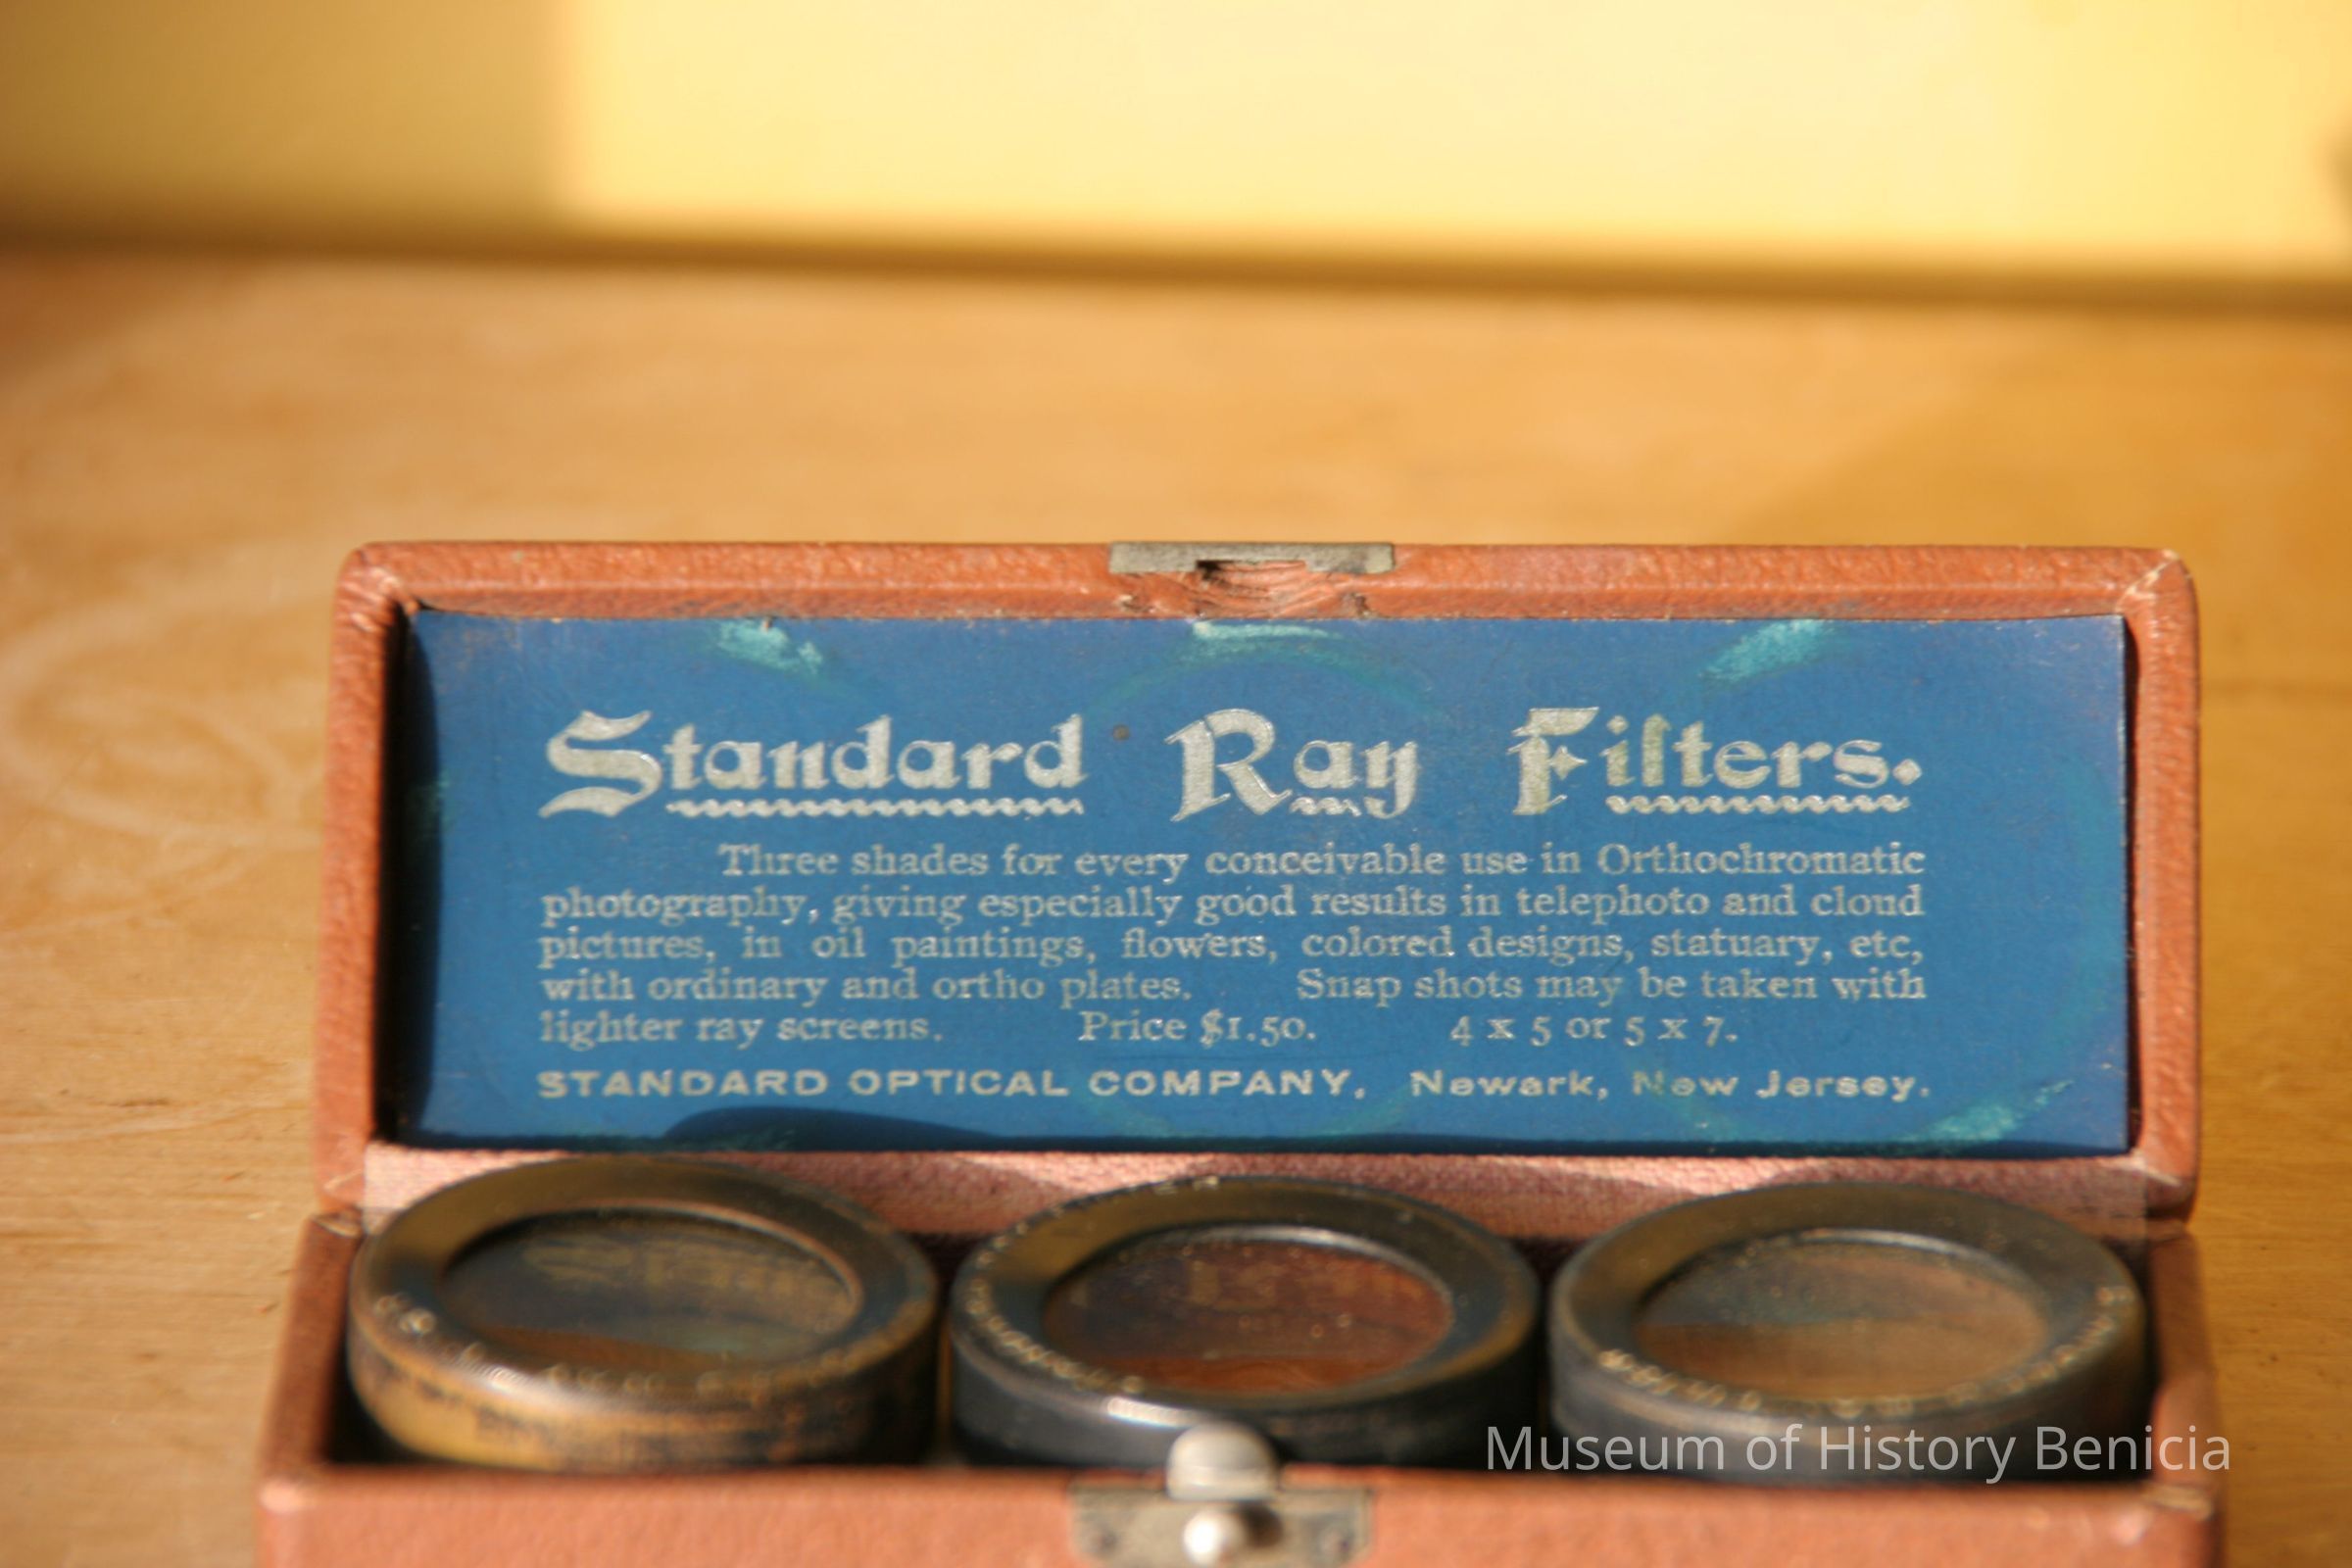 Standard Ray Filters.
Three shades for every conceivable use in Orthochromatic
photography, giving especially good results in telephoto and cloud
pictures, in oil paintings, flowers, colored designs, statuary, etc,
with ordinary and ortho plates. Snap shots may be taken with
lighter ray screens. Price $1.50. 4 x 5 or 5 x 7.
STANDARD OPTICAL COMPANY, Newark, New Jersey.
Museum of History Benicia